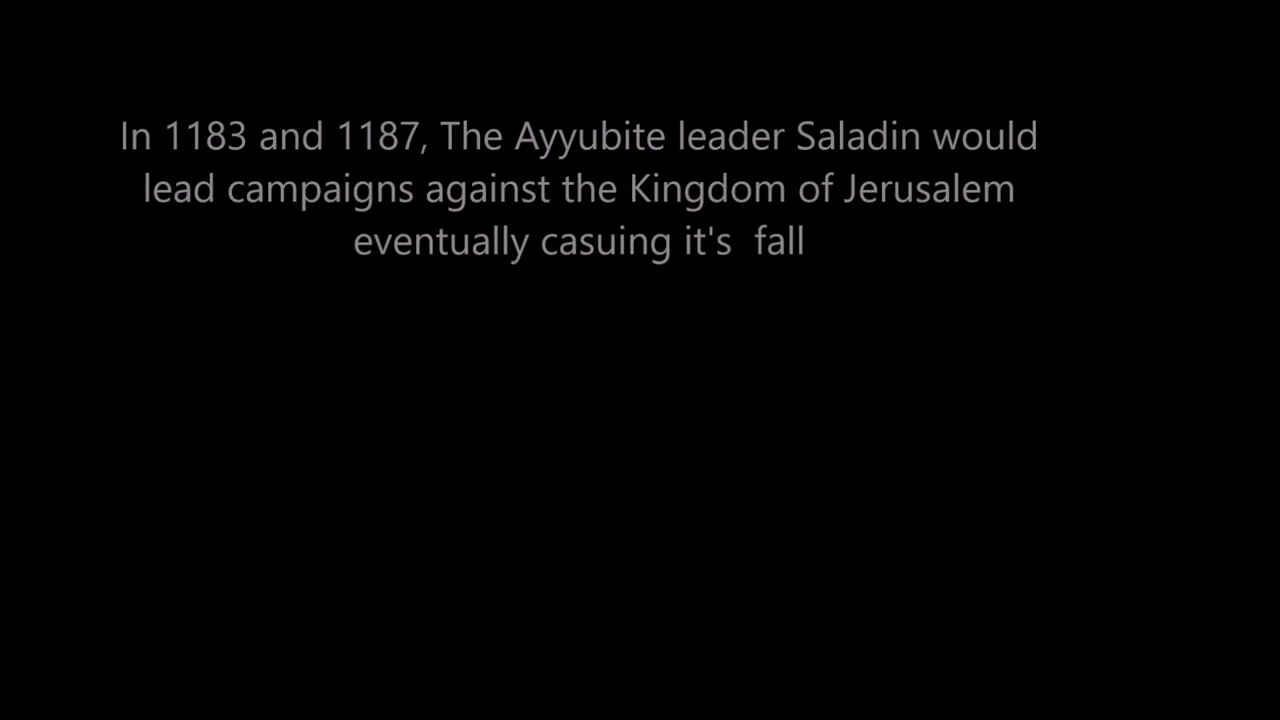 In 1183 and 1187, The Ayyubite leader Saladin would
lead campaigns against the Kingdom of Jerusalem
eventually casuing it's  fall